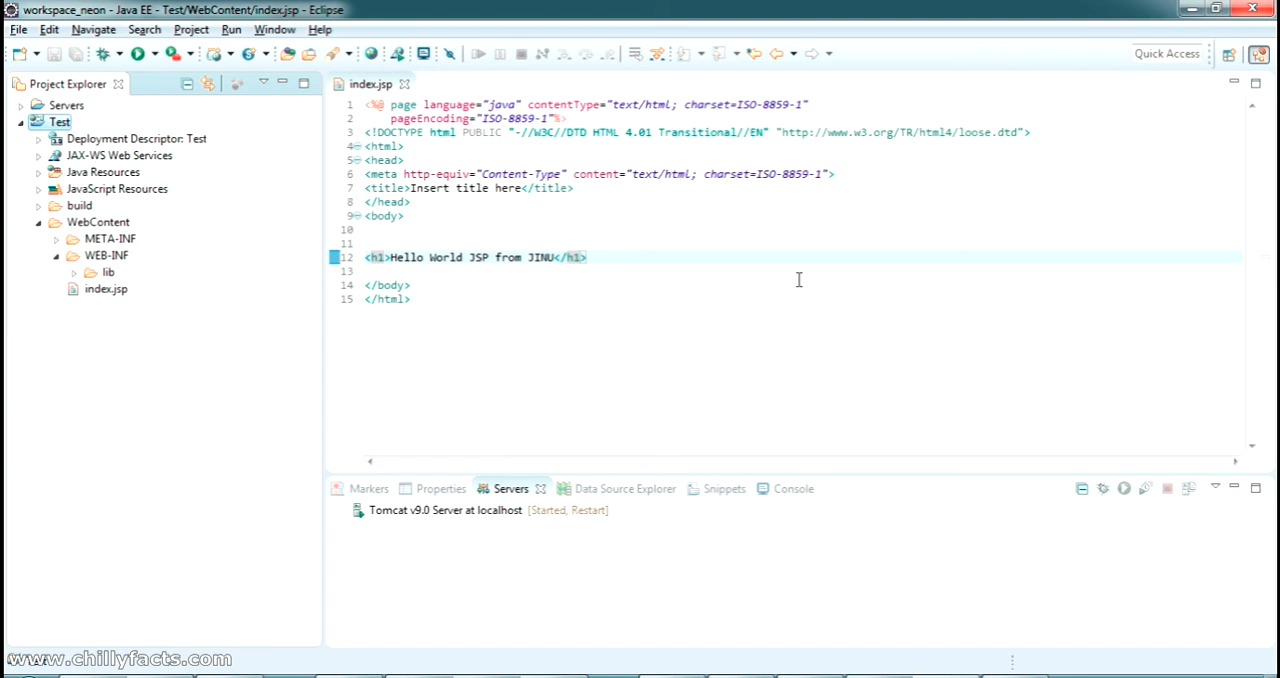 workspace_neon - Java EE - Test/WebContent/index.jsp - Eclipse
File Edit Navigate Search Project Run Window Help
Quick Access
Project Explorer
Servers
Test
Deployment Descriptor: Test
JAX-WS Web Services
Java Resources
JavaScript Resources
build
WebContent
META-INF
WEB-INF
lib
index.jsp
index.jsp
1 <%@ page language="java" contentType="text/html; charset=ISO-8859-1"
2 pageEncoding="ISO-8859-1"%>
3 <!DOCTYPE html PUBLIC "-//W3C//DTD HTML 4.01 Transitional//EN" "http://www.w3.org/TR/html4/loose.dtd">
4 <html>
5 <head>
6 <meta http-equiv="Content-Type" content="text/html; charset=ISO-8859-1">
7 <title>Insert title here</title>
8 </head>
9 <body>
10
11
12 <h1>Hello World JSP from JINU</h1>
13
14 </body>
15 </html>
Markers Properties Servers Data Source Explorer Snippets Console
Tomcat v9.0 Server at localhost [Started, Restart]
www.chillyfacts.com